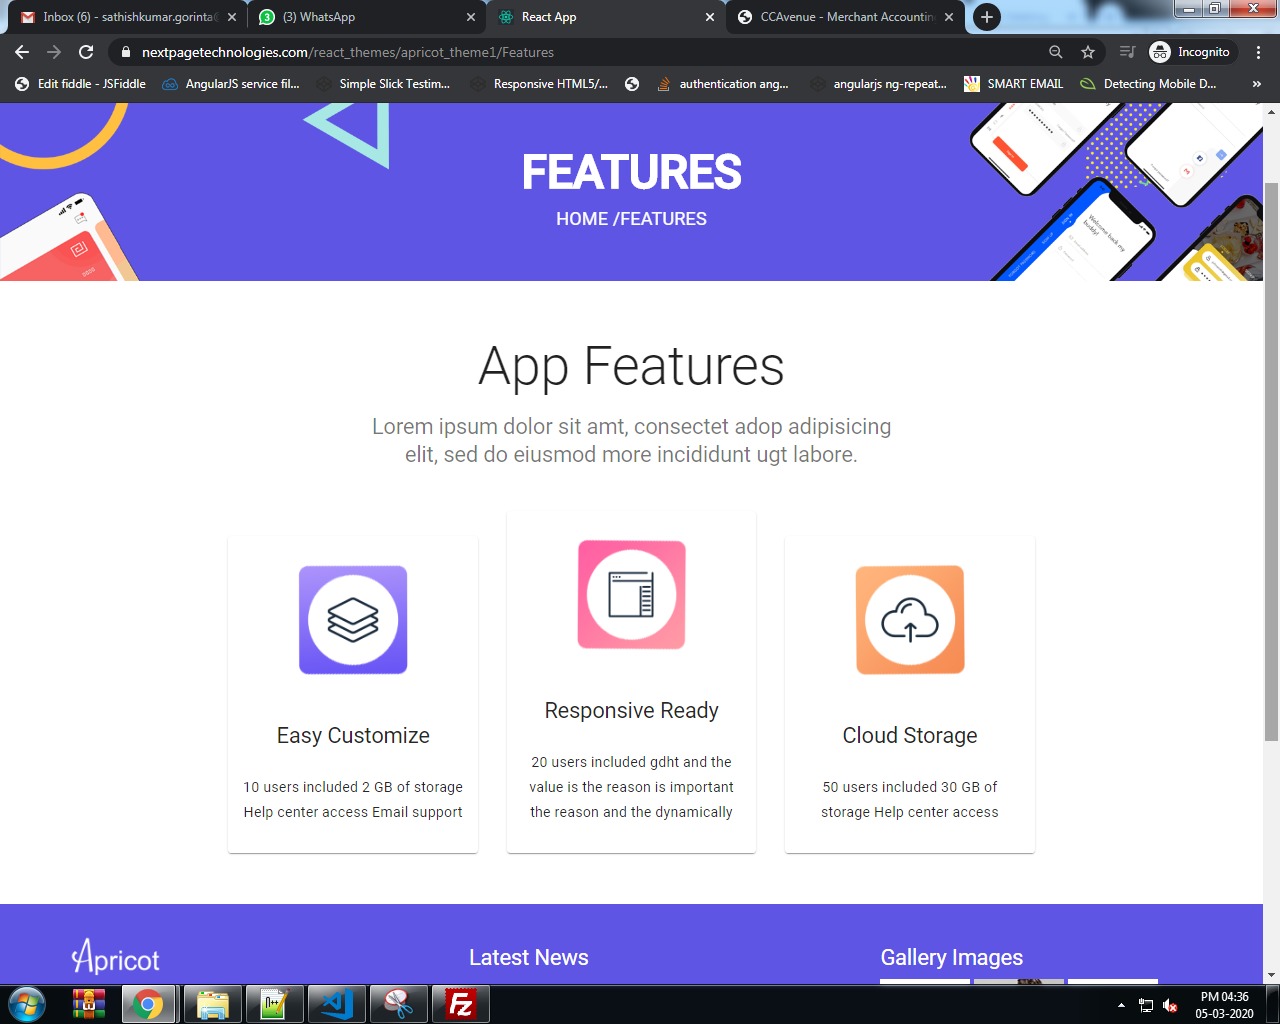 Inbox (6) - sathishkumar.gorinta
(3) WhatsApp
React App
CCAvenue - Merchant Accountin
nextpagetechnologies.com/react_themes/apricot_theme1/Features
Incognito
Edit fiddle - JSFiddle
AngularJS service fil...
Simple Slick Testim...
Responsive HTML5/...
authentication ang...
angularjs ng-repeat...
SMART EMAIL
Detecting Mobile D...
»
FEATURES
HOME /FEATURES
Welcome back my
buddy!
App Features
Lorem ipsum dolor sit amt, consectet adop adipisicing
elit, sed do eiusmod more incididunt ugt labore.
Easy Customize
10 users included 2 GB of storage
Help center access Email support
Responsive Ready
20 users included gdht and the
value is the reason is important
the reason and the dynamically
Cloud Storage
50 users included 30 GB of
storage Help center access
Apricot
Latest News
Gallery Images
PM 04:36
05-03-2020